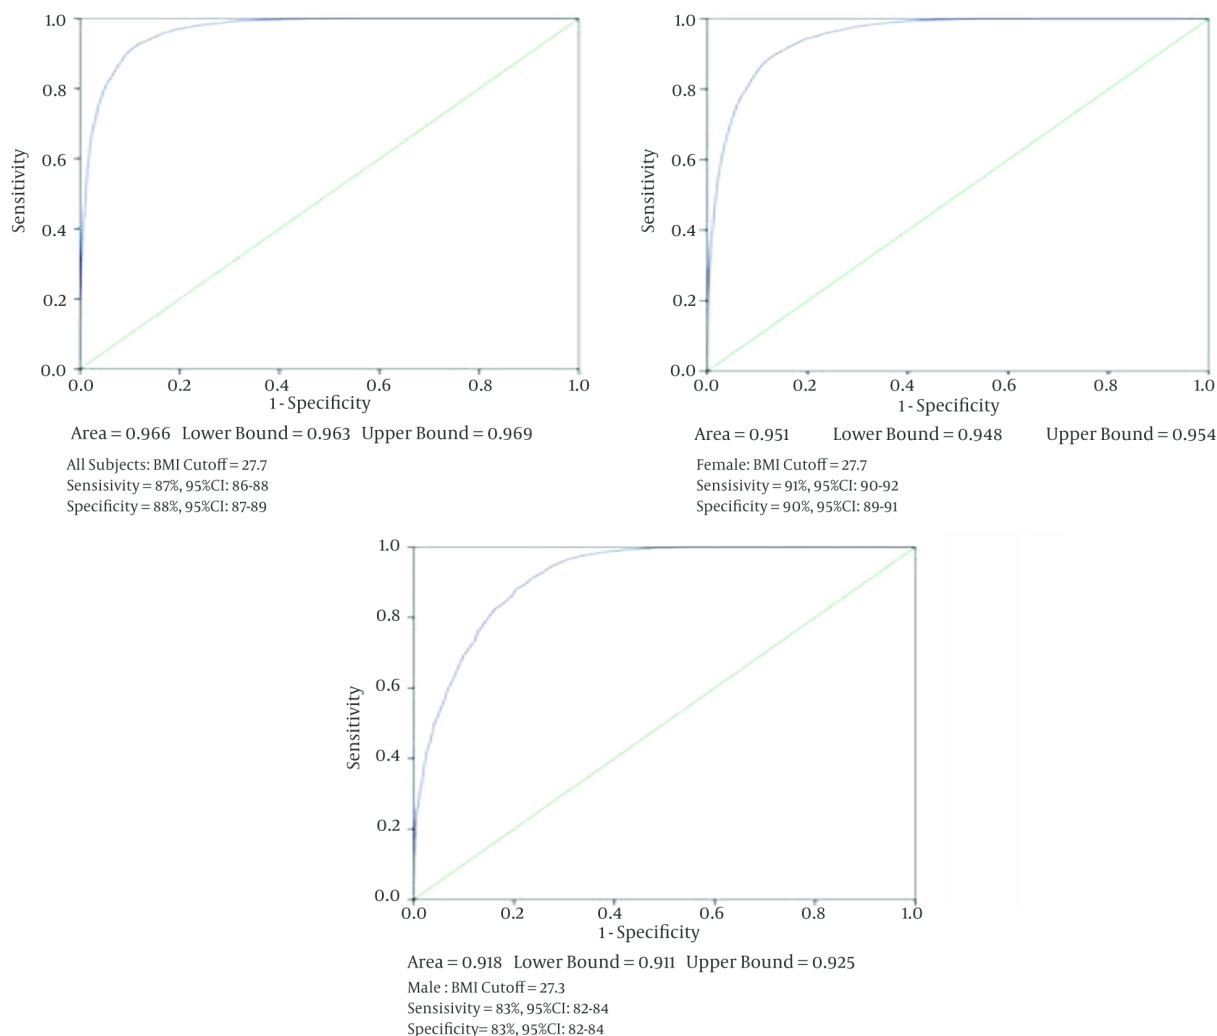 1.0
0.8
0.6
0.4
0.2
0.0
Sensitivity
0.0 0.2 0.4 0.6 0.8 1.0
1 - Specificity
Area = 0.966 Lower Bound = 0.963 Upper Bound = 0.969
All Subjects: BMI Cutoff = 27.7
Sensisivity = 87%, 95%CI: 86-88
Specificity = 88%, 95%CI: 87-89
1.0
0.8
0.6
0.4
0.2
0.0
Sensitivity
0.0 0.2 0.4 0.6 0.8 1.0
1 - Specificity
Area = 0.951 Lower Bound = 0.948 Upper Bound = 0.954
Female: BMI Cutoff = 27.7
Sensisivity = 91%, 95%CI: 90-92
Specificity = 90%, 95%CI: 89-91
1.0
0.8
0.6
0.4
0.2
0.0
Sensitivity
0.0 0.2 0.4 0.6 0.8 1.0
1 - Specificity
Area = 0.918 Lower Bound = 0.911 Upper Bound = 0.925
Male : BMI Cutoff = 27.3
Sensisivity = 83%, 95%CI: 82-84
Specificity= 83%, 95%CI: 82-84